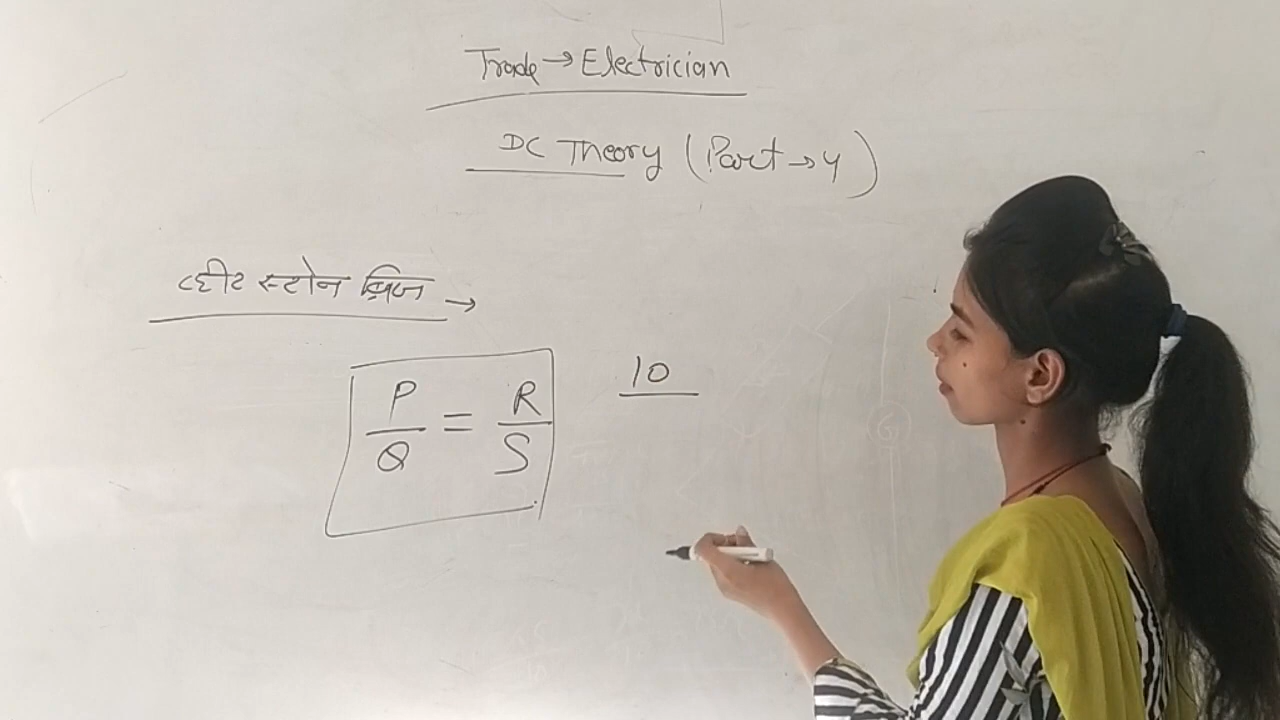 Trade → Electrician
DC Theory (Part → 4)
व्हीट स्टोन ब्रिज →
P/Q = R/S
10